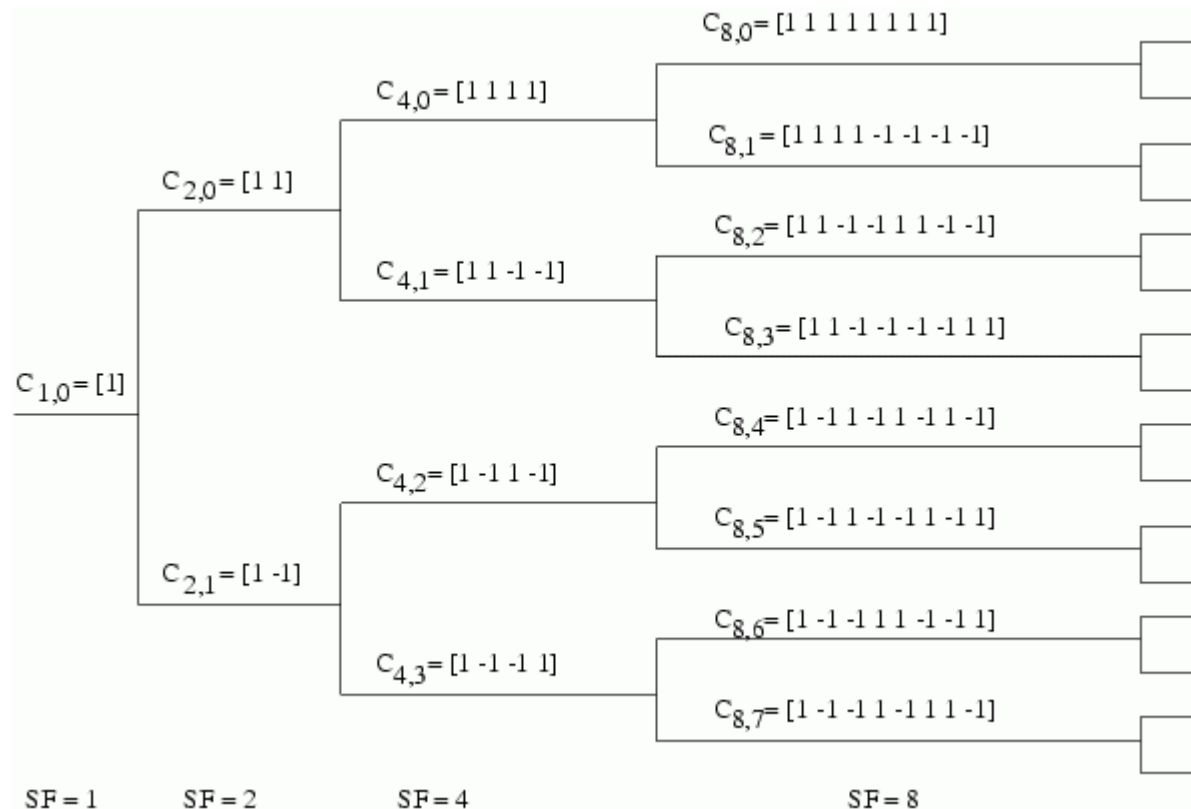 C8,0= [1 1 1 1 1 1 1 1]
C4,0= [1 1 1 1]
C8,1= [1 1 1 1 -1 -1 -1 -1]
C2,0= [1 1]
C8,2= [1 1 -1 -1 1 1 -1 -1]
C4,1= [1 1 -1 -1]
C8,3= [1 1 -1 -1 -1 -1 1 1]
C1,0= [1]
C8,4= [1 -1 1 -1 1 -1 1 -1]
C4,2= [1 -1 1 -1]
C8,5= [1 -1 1 -1 -1 1 -1 1]
C2,1= [1 -1]
C8,6= [1 -1 -1 1 1 -1 -1 1]
C4,3= [1 -1 -1 1]
C8,7= [1 -1 -1 1 -1 1 1 -1]
SF = 1 SF = 2 SF = 4 SF = 8